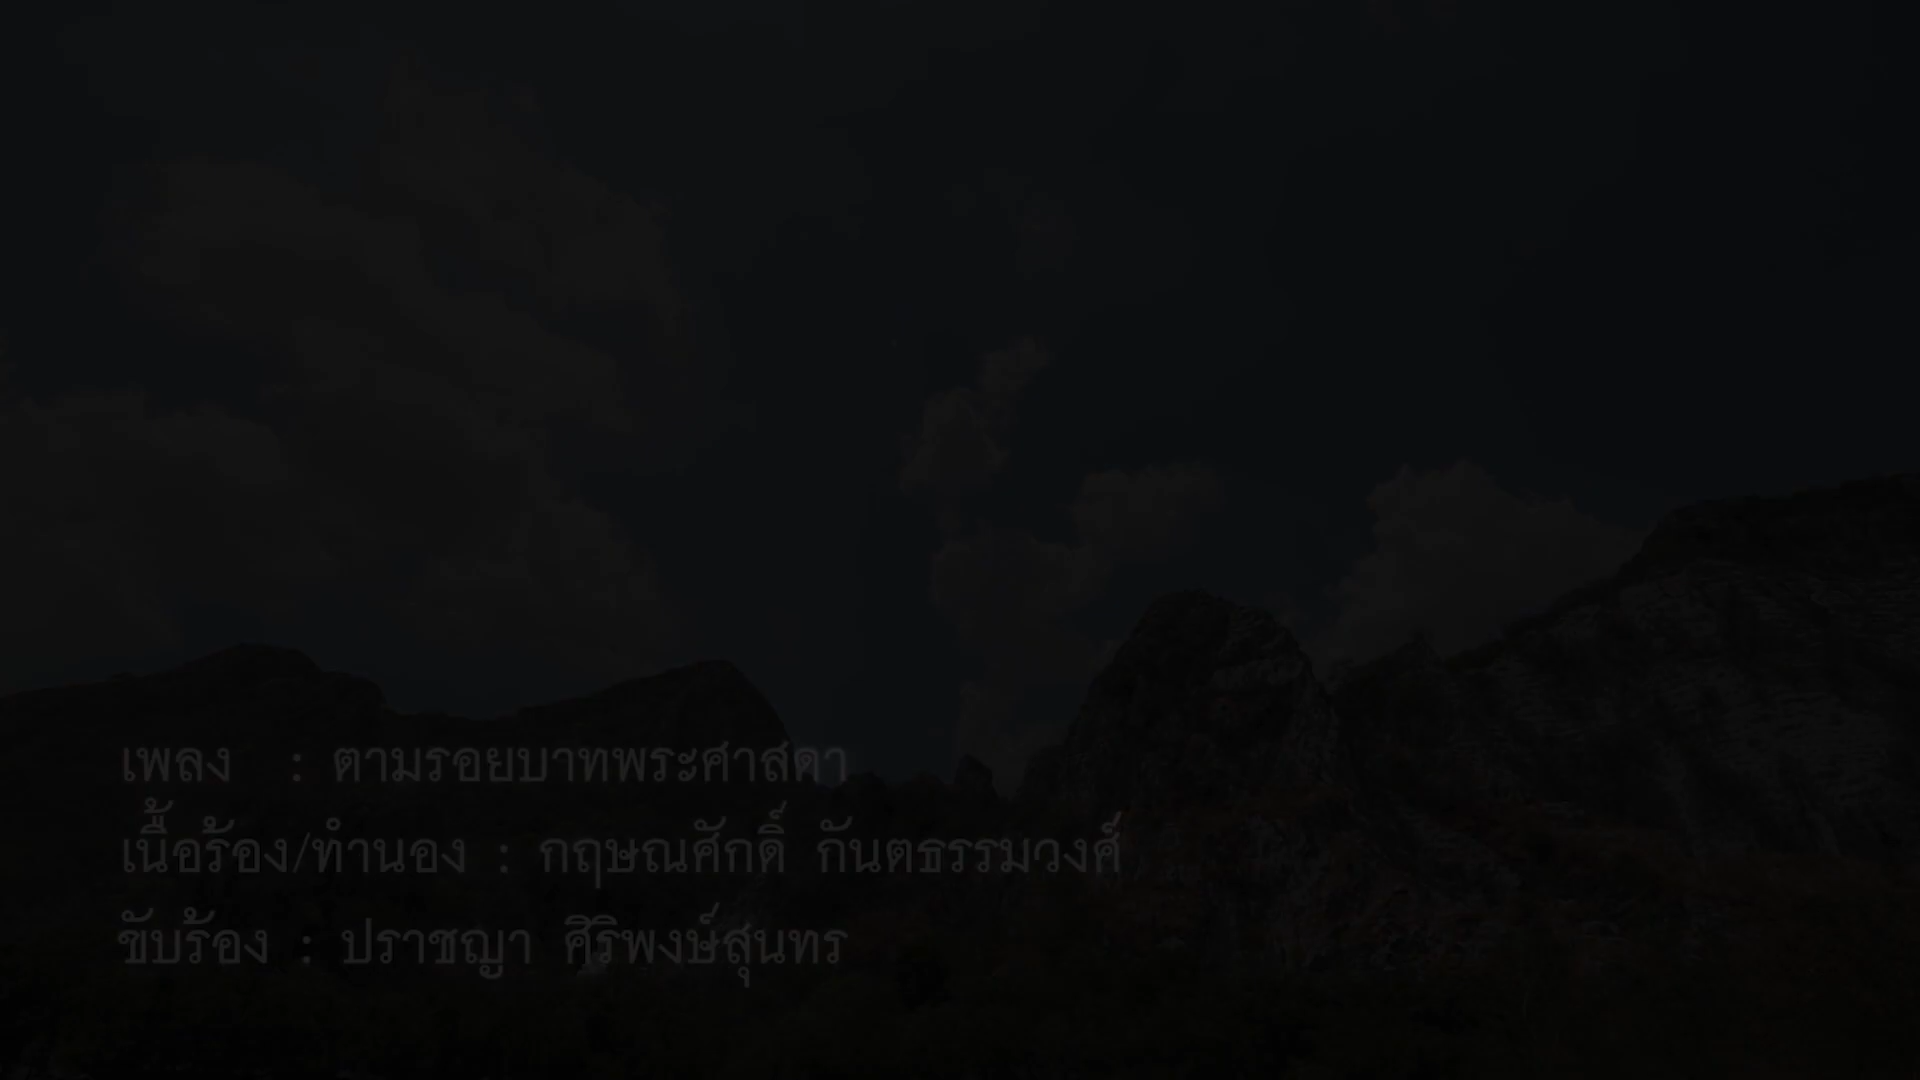 เพลง : ตามรอยบาทพระศาสดา
เนื้อร้อง/ทำนอง : กฤษณศักดิ์ กันตธรรมวงศ์
ขับร้อง : ปราชญา ศิริพงษ์สุนทร